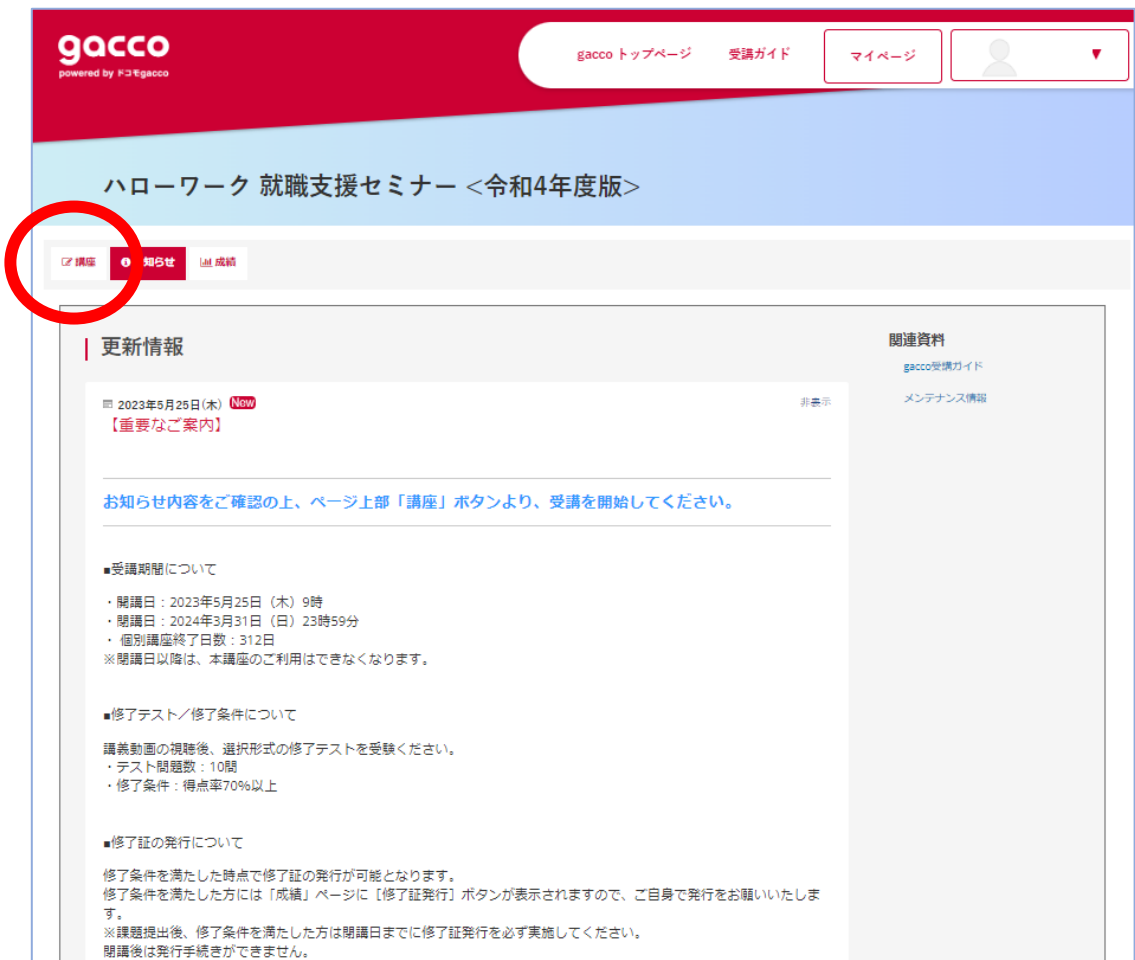 gacco
powered by ドコモgacco
gacco トップページ
受講ガイド
マイページ
▼
ハローワーク 就職支援セミナー <令和4年度版>
講座
知らせ
成績
更新情報
関連資料
gacco受講ガイド
メンテナンス情報
2023年5月25日(木) New
非表示
【重要なご案内】
お知らせ内容をご確認の上、ページ上部「講座」ボタンより、受講を開始してください。
■受講期間について
・開講日：2023年5月25日（木）9時
・閉講日：2024年3月31日（日）23時59分
・ 個別講座終了日数：312日
※閉講日以降は、本講座のご利用はできなくなります。
■修了テスト／修了条件について
講義動画の視聴後、選択形式の修了テストを受験ください。
・テスト問題数：10問
・修了条件：得点率70%以上
■修了証の発行について
修了条件を満たした時点で修了証の発行が可能となります。
修了条件を満たした方には「成績」ページに［修了証発行］ボタンが表示されますので、ご自身で発行をお願いいたしま
す。
※課題提出後、修了条件を満たした方は閉講日までに修了証発行を必ず実施してください。
閉講後は発行手続きができません。